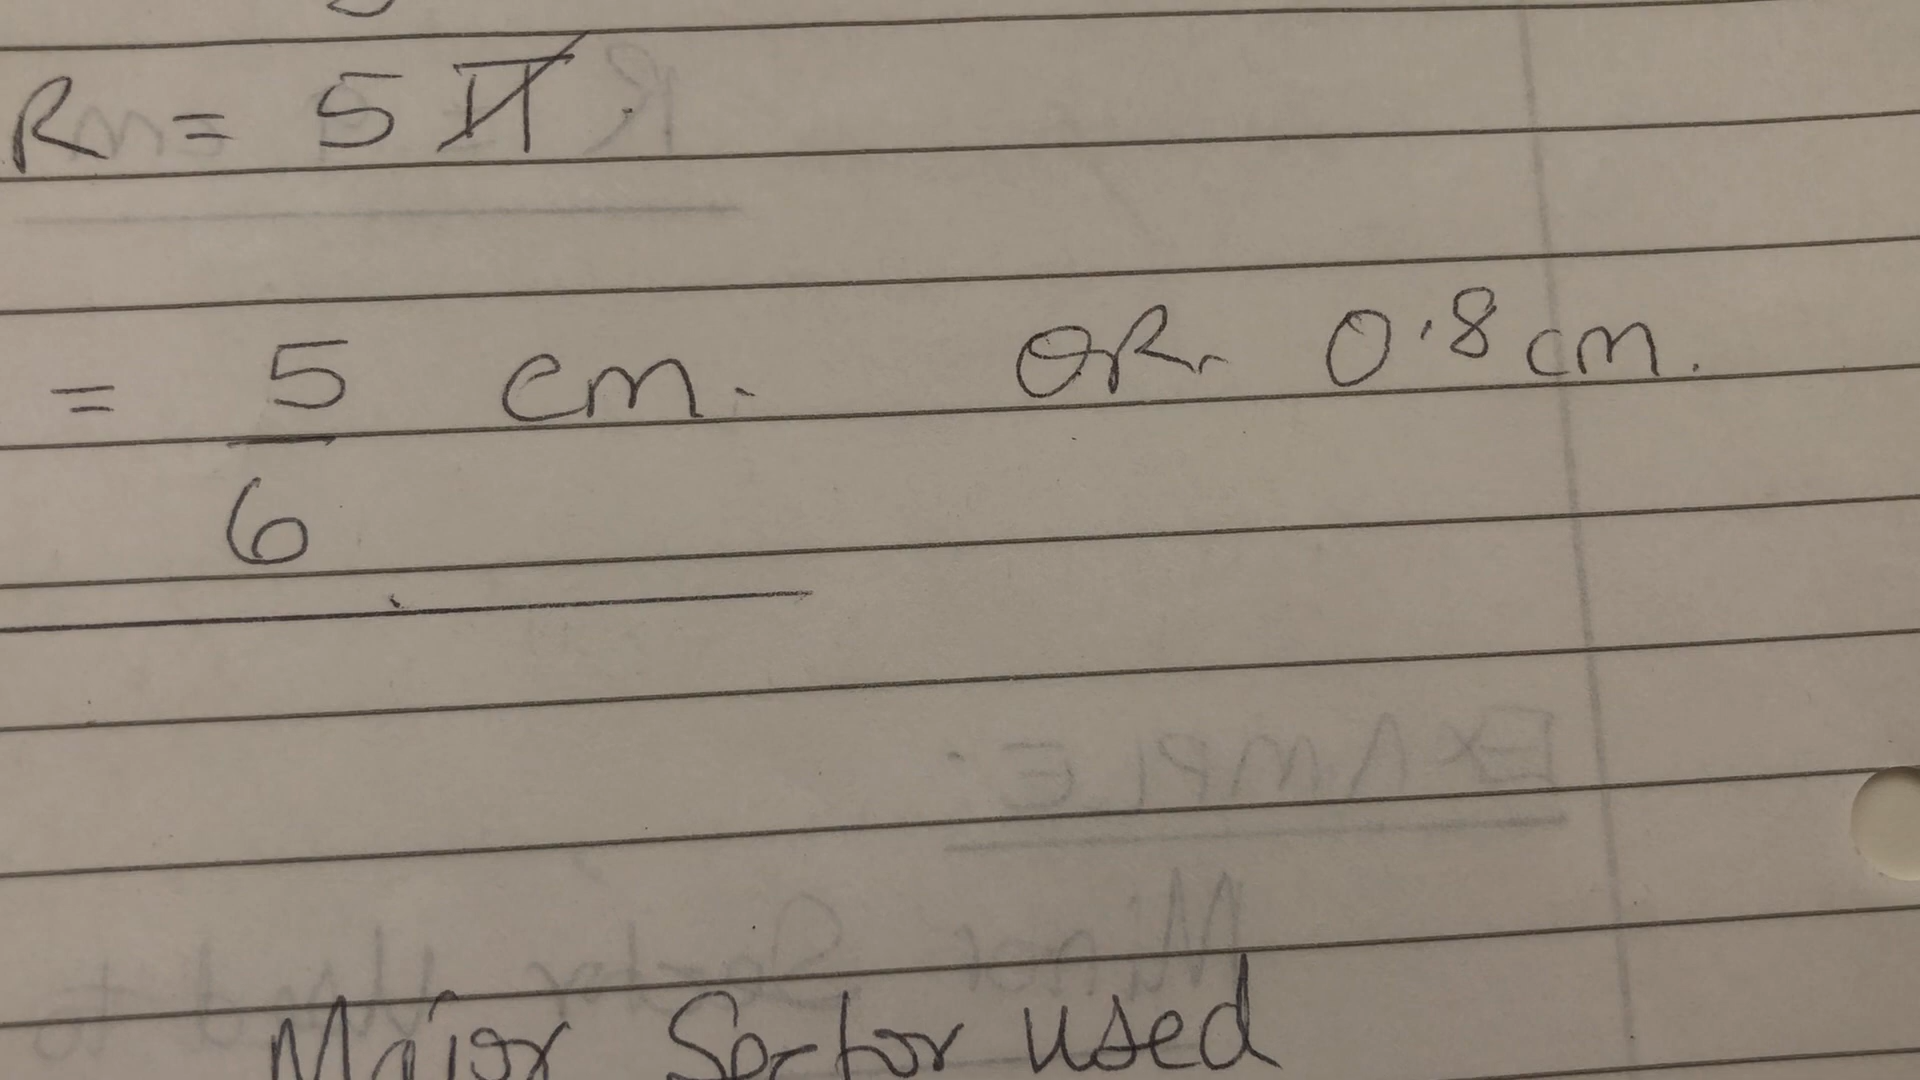 R = 5π
= 5/6 cm. OR. 0.8 cm.
Major Sector used